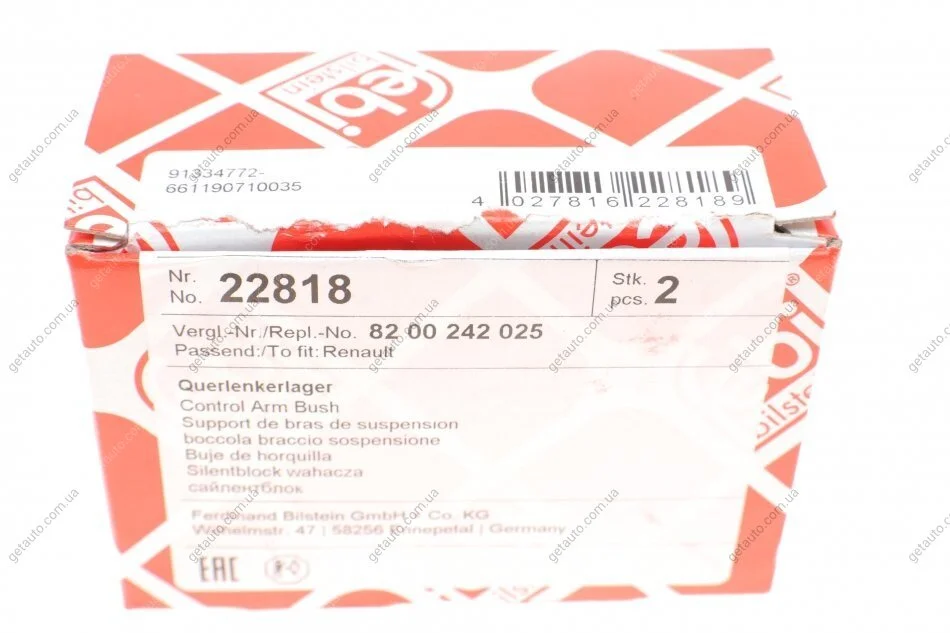 febi
bilstein
91334772-
661190710035
4 027816 228189
Nr.
No. 22818
Stk.
pcs. 2
Vergl.-Nr./Repl.-No. 82 00 242 025
Passend:/To fit: Renault
Querlenkerlager
Control Arm Bush
Support de bras de suspension
boccola braccio sospensione
Buje de horquilla
Silentblock wahacza
сайлентблок
Ferdinand Bilstein GmbH + Co. KG
Wilhelmstr. 47 | 58256 Ennepetal | Germany
EAC
getauto.com.ua